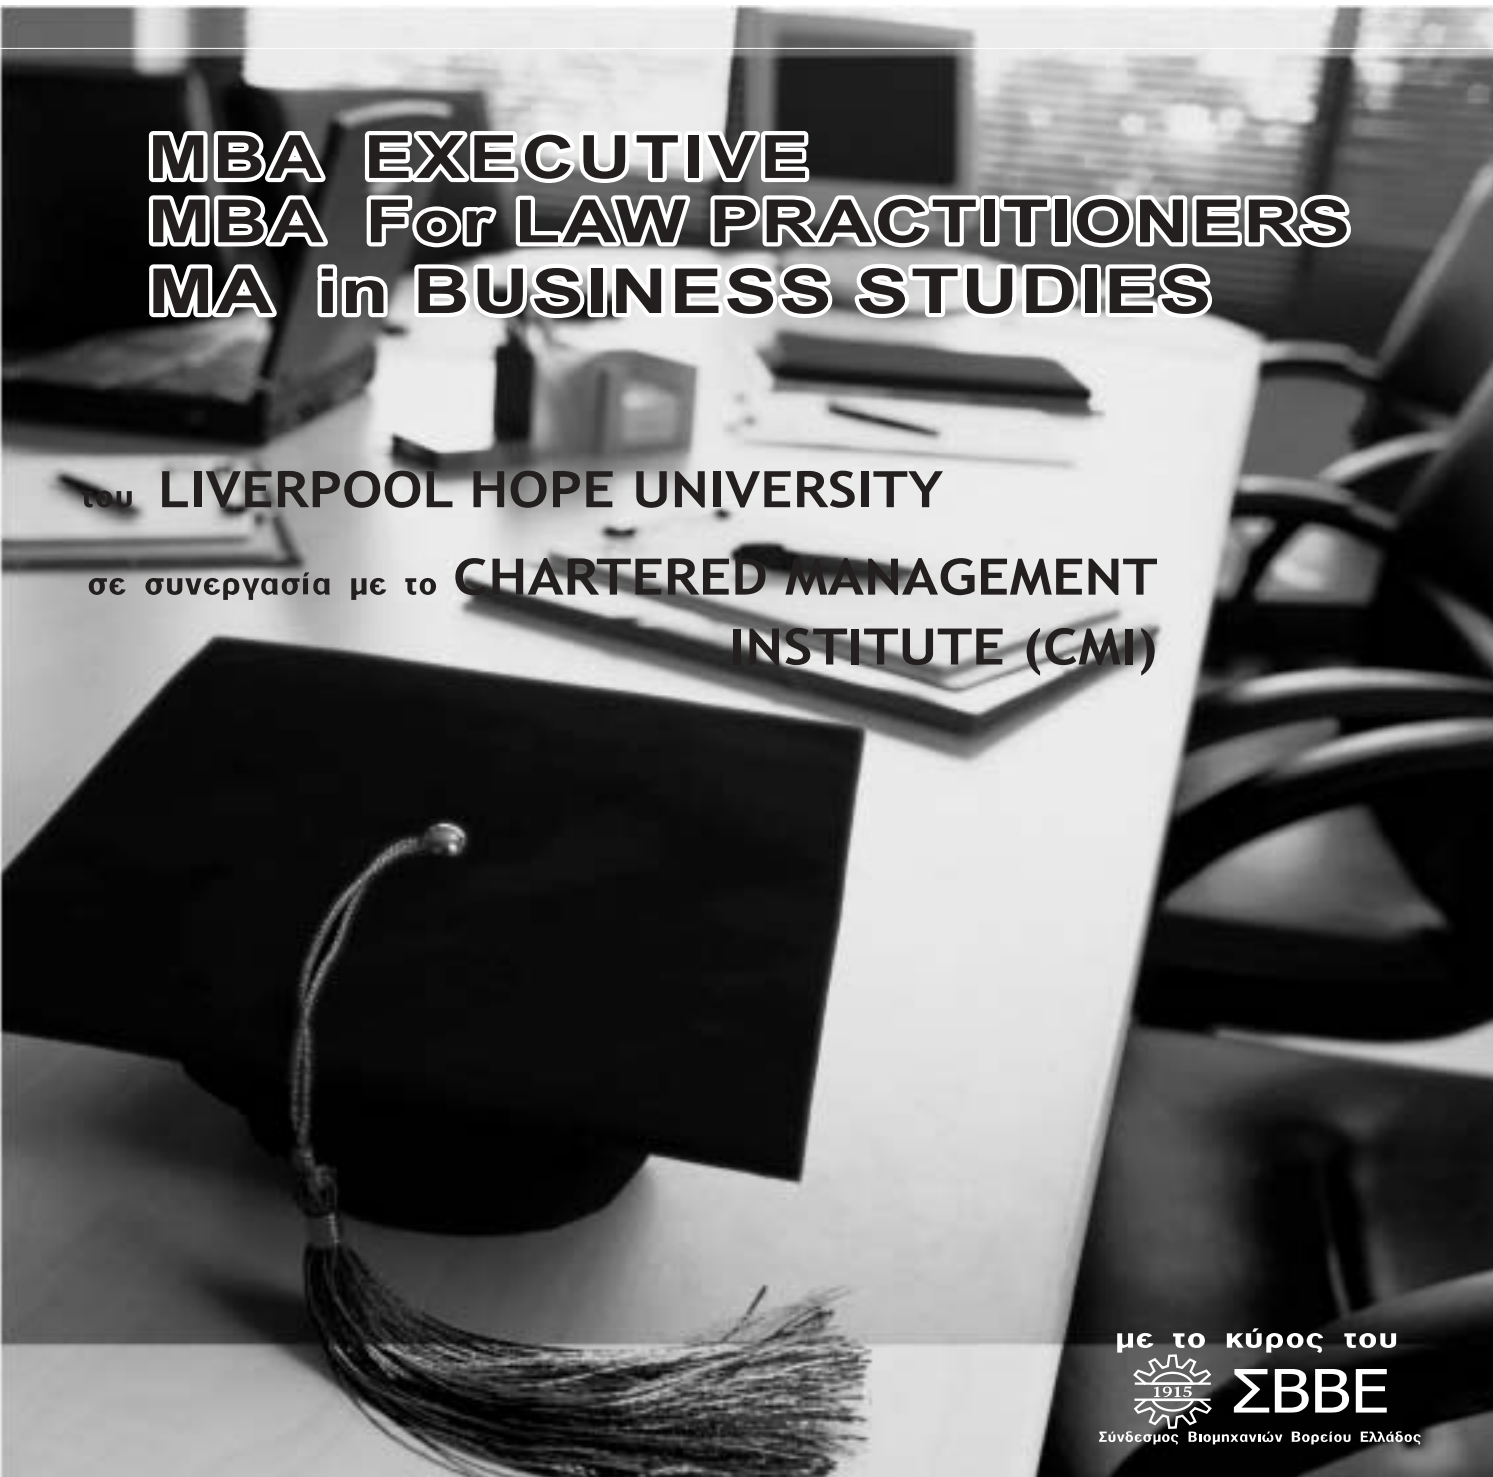 MBA EXECUTIVE
MBA For LAW PRACTITIONERS
MA in BUSINESS STUDIES
του LIVERPOOL HOPE UNIVERSITY
σε συνεργασία με το CHARTERED MANAGEMENT
INSTITUTE (CMI)
με το κύρος του
1915 ΣΒΒΕ
Σύνδεσμος Βιομηχανιών Βορείου Ελλάδος